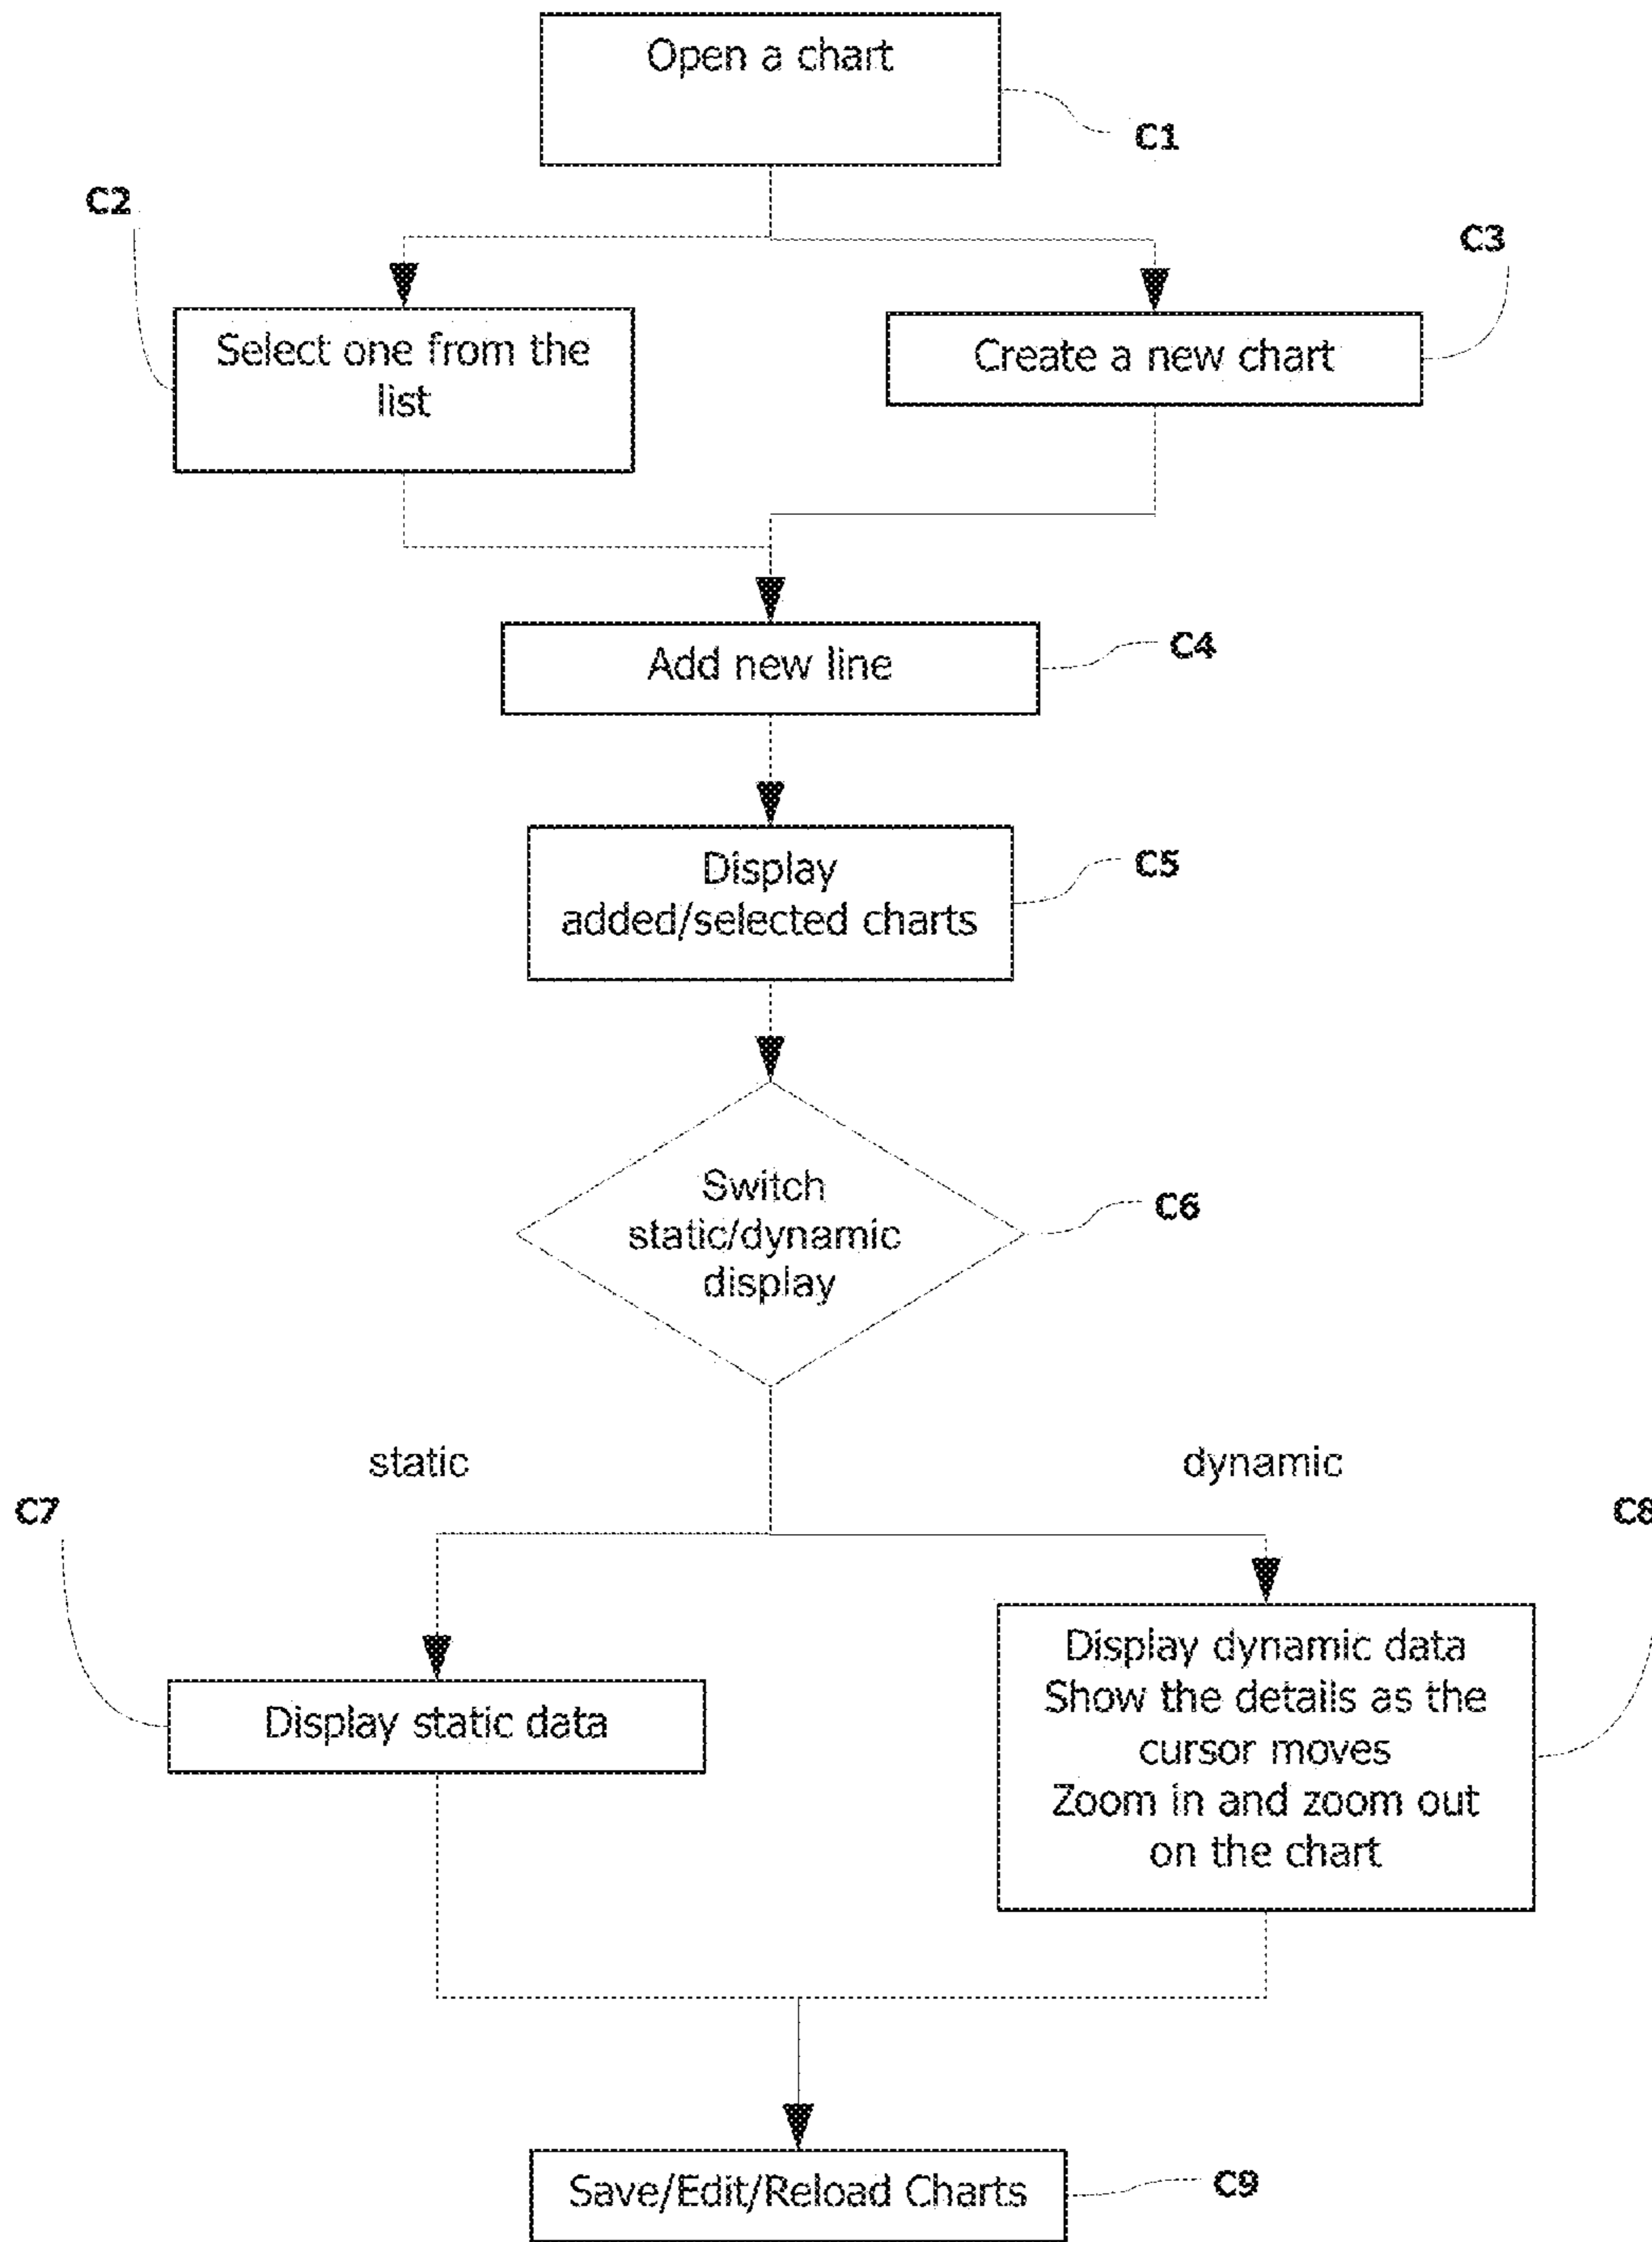 Open a chart
C1
C2
C3
Select one from the
list
Create a new chart
Add new line
C4
Display
added/selected charts
C5
Switch
static/dynamic
display
C6
static
dynamic
C7
C8
Display static data
Display dynamic data
Show the details as the
cursor moves
Zoom in and zoom out
on the chart
Save/Edit/Reload Charts
C9